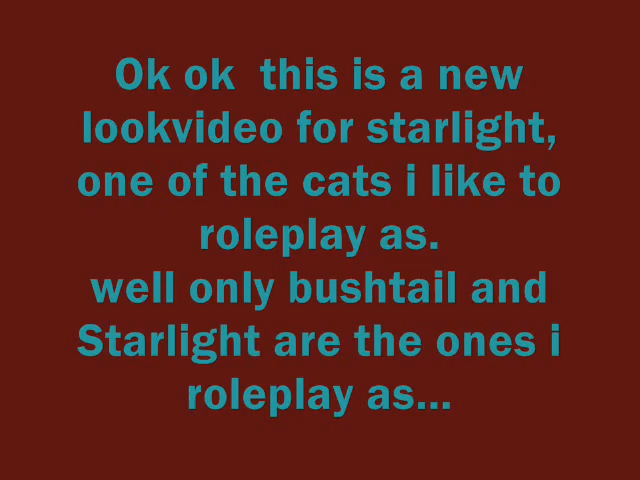 Ok ok  this is a new
lookvideo for starlight,
one of the cats i like to
roleplay as.
well only bushtail and
Starlight are the ones i
roleplay as...